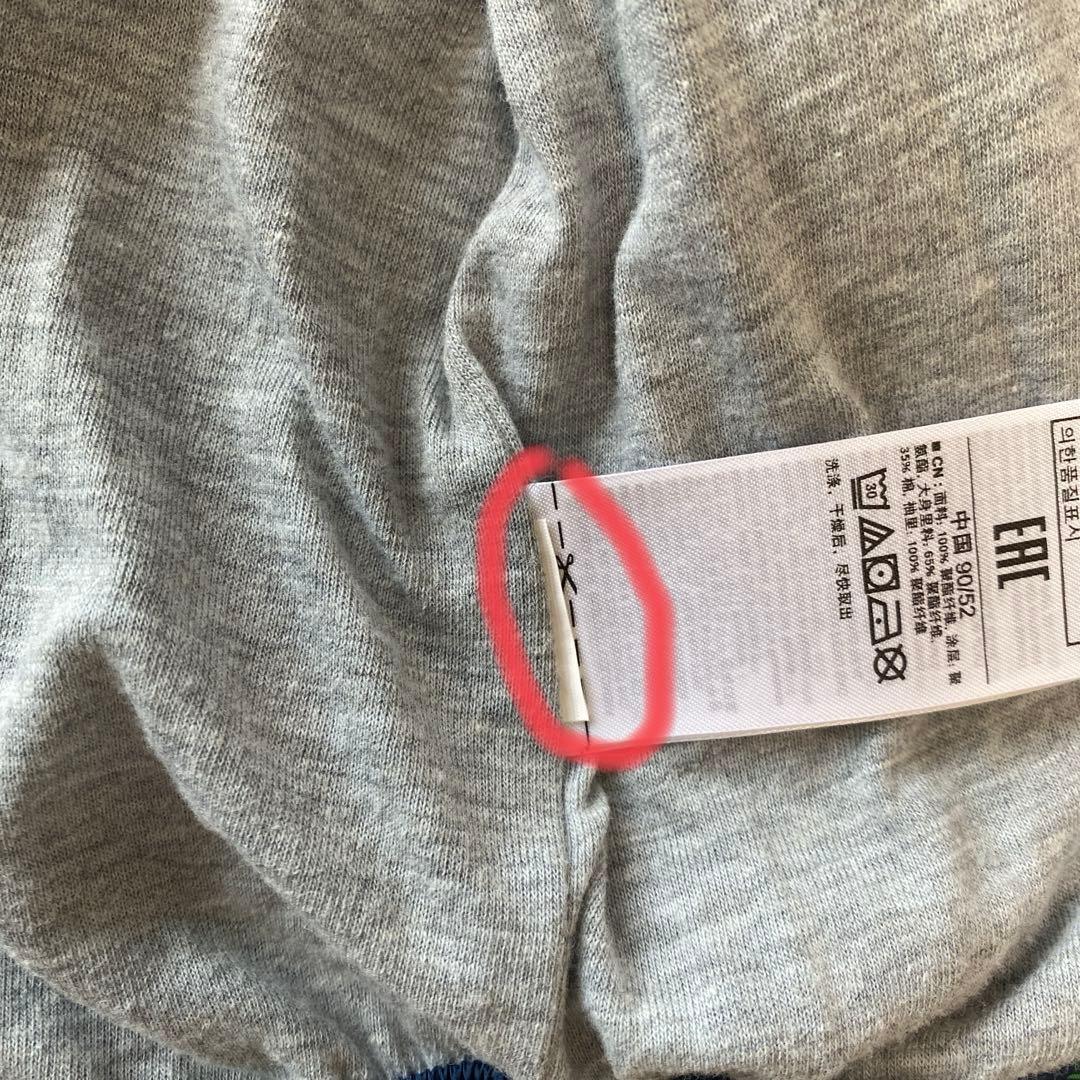 의한품질표시
EAC
中国 90/52
■ CN：面料: 100% 聚酯纤维, 涂层: 聚
氨酯, 大身里料: 65% 聚酯纤维,
35% 棉, 袖里: 100% 聚酯纤维
30
洗涤、干燥后，尽快取出